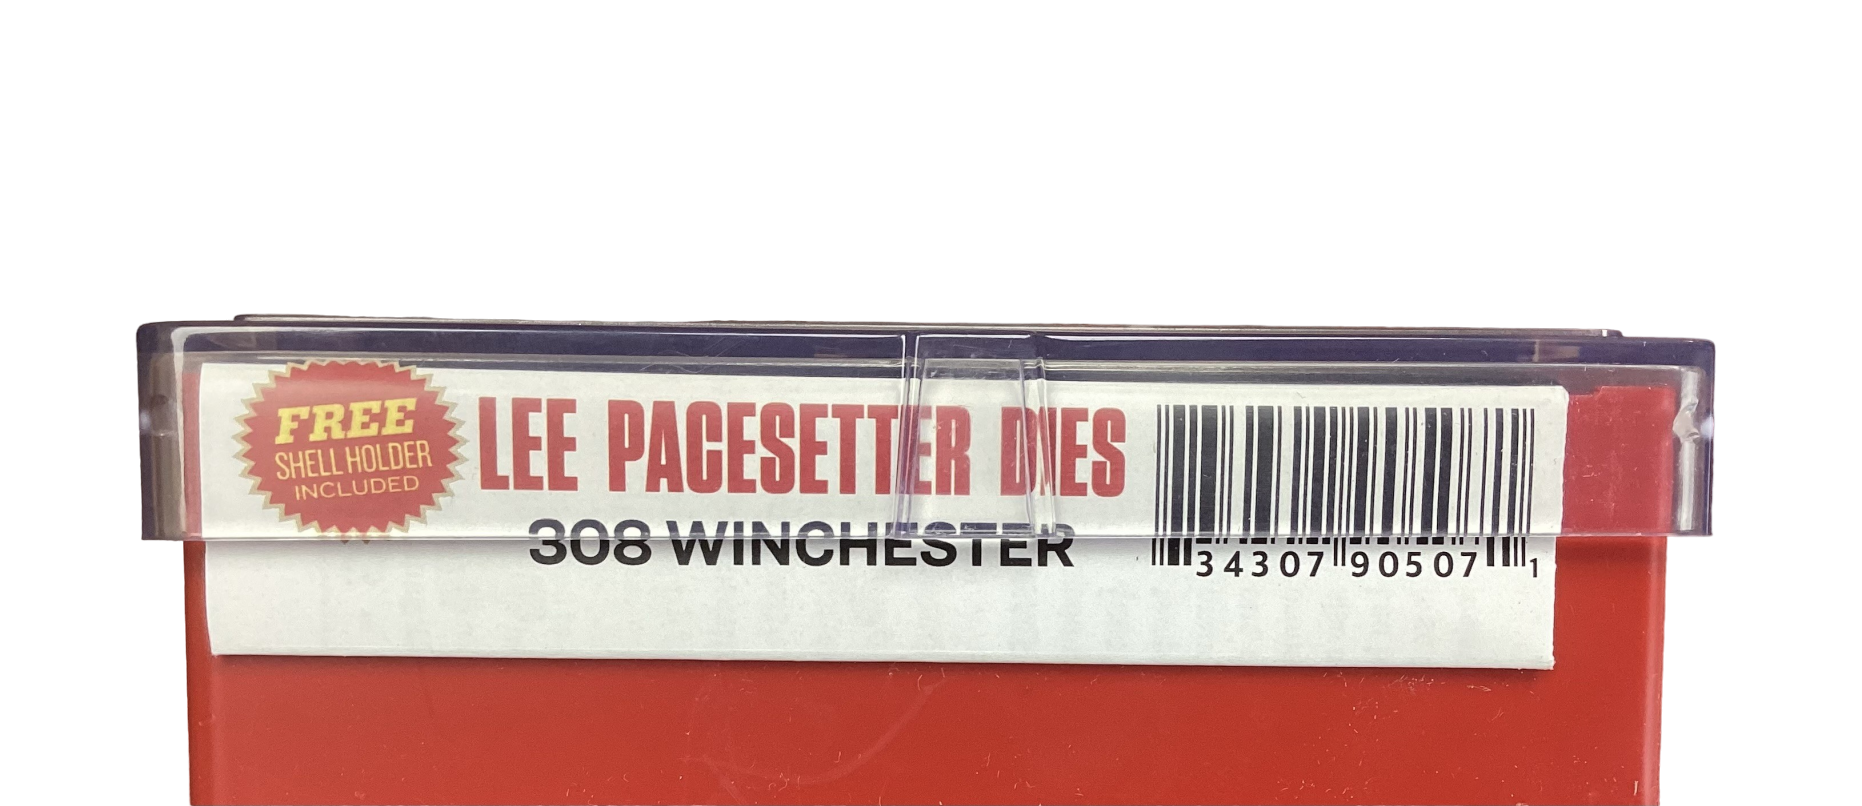 FREE
SHELL HOLDER
INCLUDED
LEE PACESETTER DIES
308 WINCHESTER
34307 90507 1